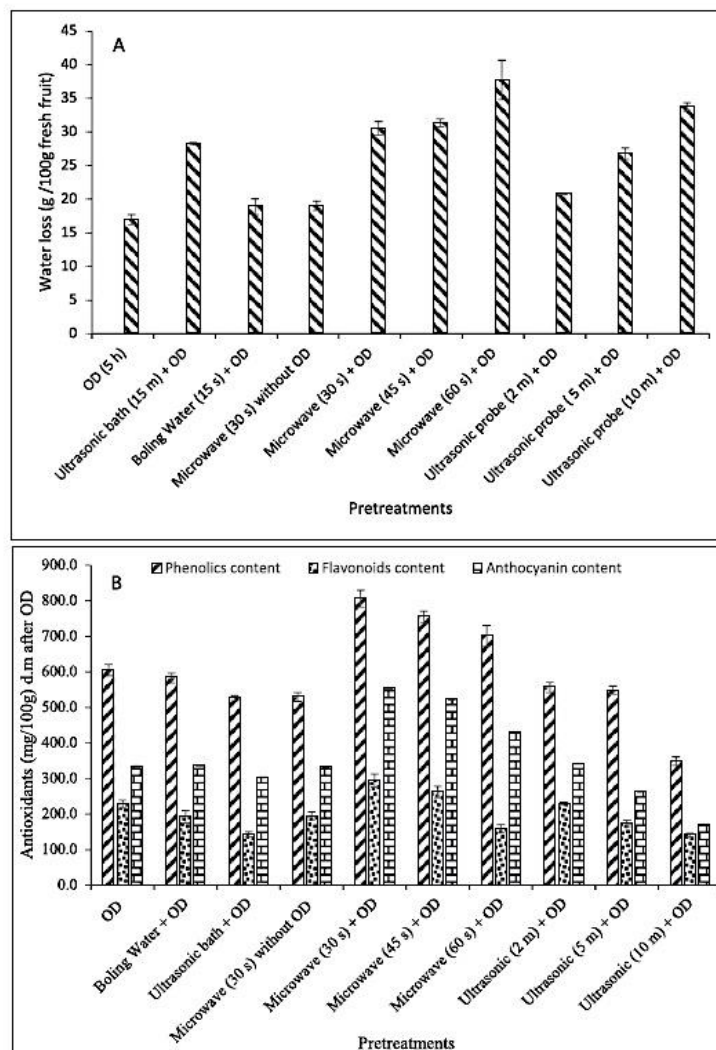 A
Water loss (g /100g fresh fruit)
40
35
30
25
20
15
10
5
0
OD (5 h)
Ultrasonic bath (15 m) + OD
Boling Water (15 s) + OD
Microwave (30 s) without OD
Microwave (30 s) + OD
Microwave (45 s) + OD
Microwave (60 s) + OD
Ultrasonic probe (2 m) + OD
Ultrasonic probe ( 5 m) + OD
Ultrasonic probe (10 m) + OD
Pretreatments
B
Phenolics content Flavonoids content Anthocyanin content
Antioxidants (mg/100g) d.m after OD
900.0
800.0
700.0
600.0
500.0
400.0
300.0
200.0
100.0
0.0
OD
Boling Water + OD
Ultrasonic bath + OD
Microwave (30 s) without OD
Microwave (30 s) + OD
Microwave (45 s) + OD
Microwave (60 s) + OD
Ultrasonic (2 m) + OD
Ultrasonic (5 m) + OD
Ultrasonic (10 m) + OD
Pretreatments